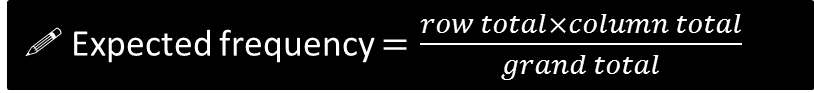 Expected frequency = row total×column total / grand total